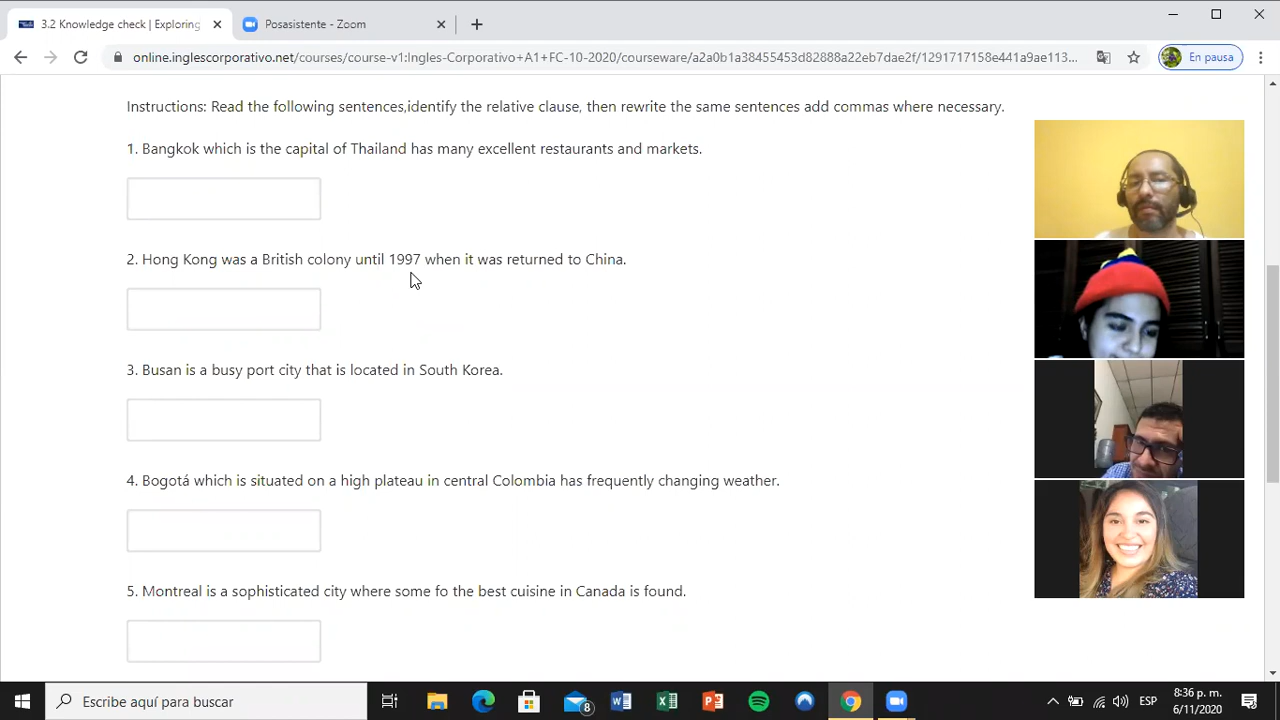 3.2 Knowledge check | Exploring
Posasistente - Zoom
online.inglescorporativo.net/courses/course-v1:Ingles-Corporativo+A1+FC-10-2020/courseware/a2a0b1a38455453d82888a22eb7dae2f/1291717158e441a9ae113...
En pausa
Instructions: Read the following sentences,identify the relative clause, then rewrite the same sentences add commas where necessary.
1. Bangkok which is the capital of Thailand has many excellent restaurants and markets.
2. Hong Kong was a British colony until 1997 when it was returned to China.
3. Busan is a busy port city that is located in South Korea.
4. Bogotá which is situated on a high plateau in central Colombia has frequently changing weather.
5. Montreal is a sophisticated city where some fo the best cuisine in Canada is found.
Escribe aquí para buscar
8
ESP
8:36 p. m.
6/11/2020